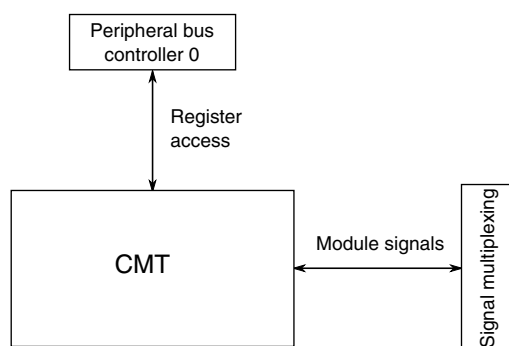 Peripheral bus
controller 0
Register
access
CMT
Module signals
Signal multiplexing